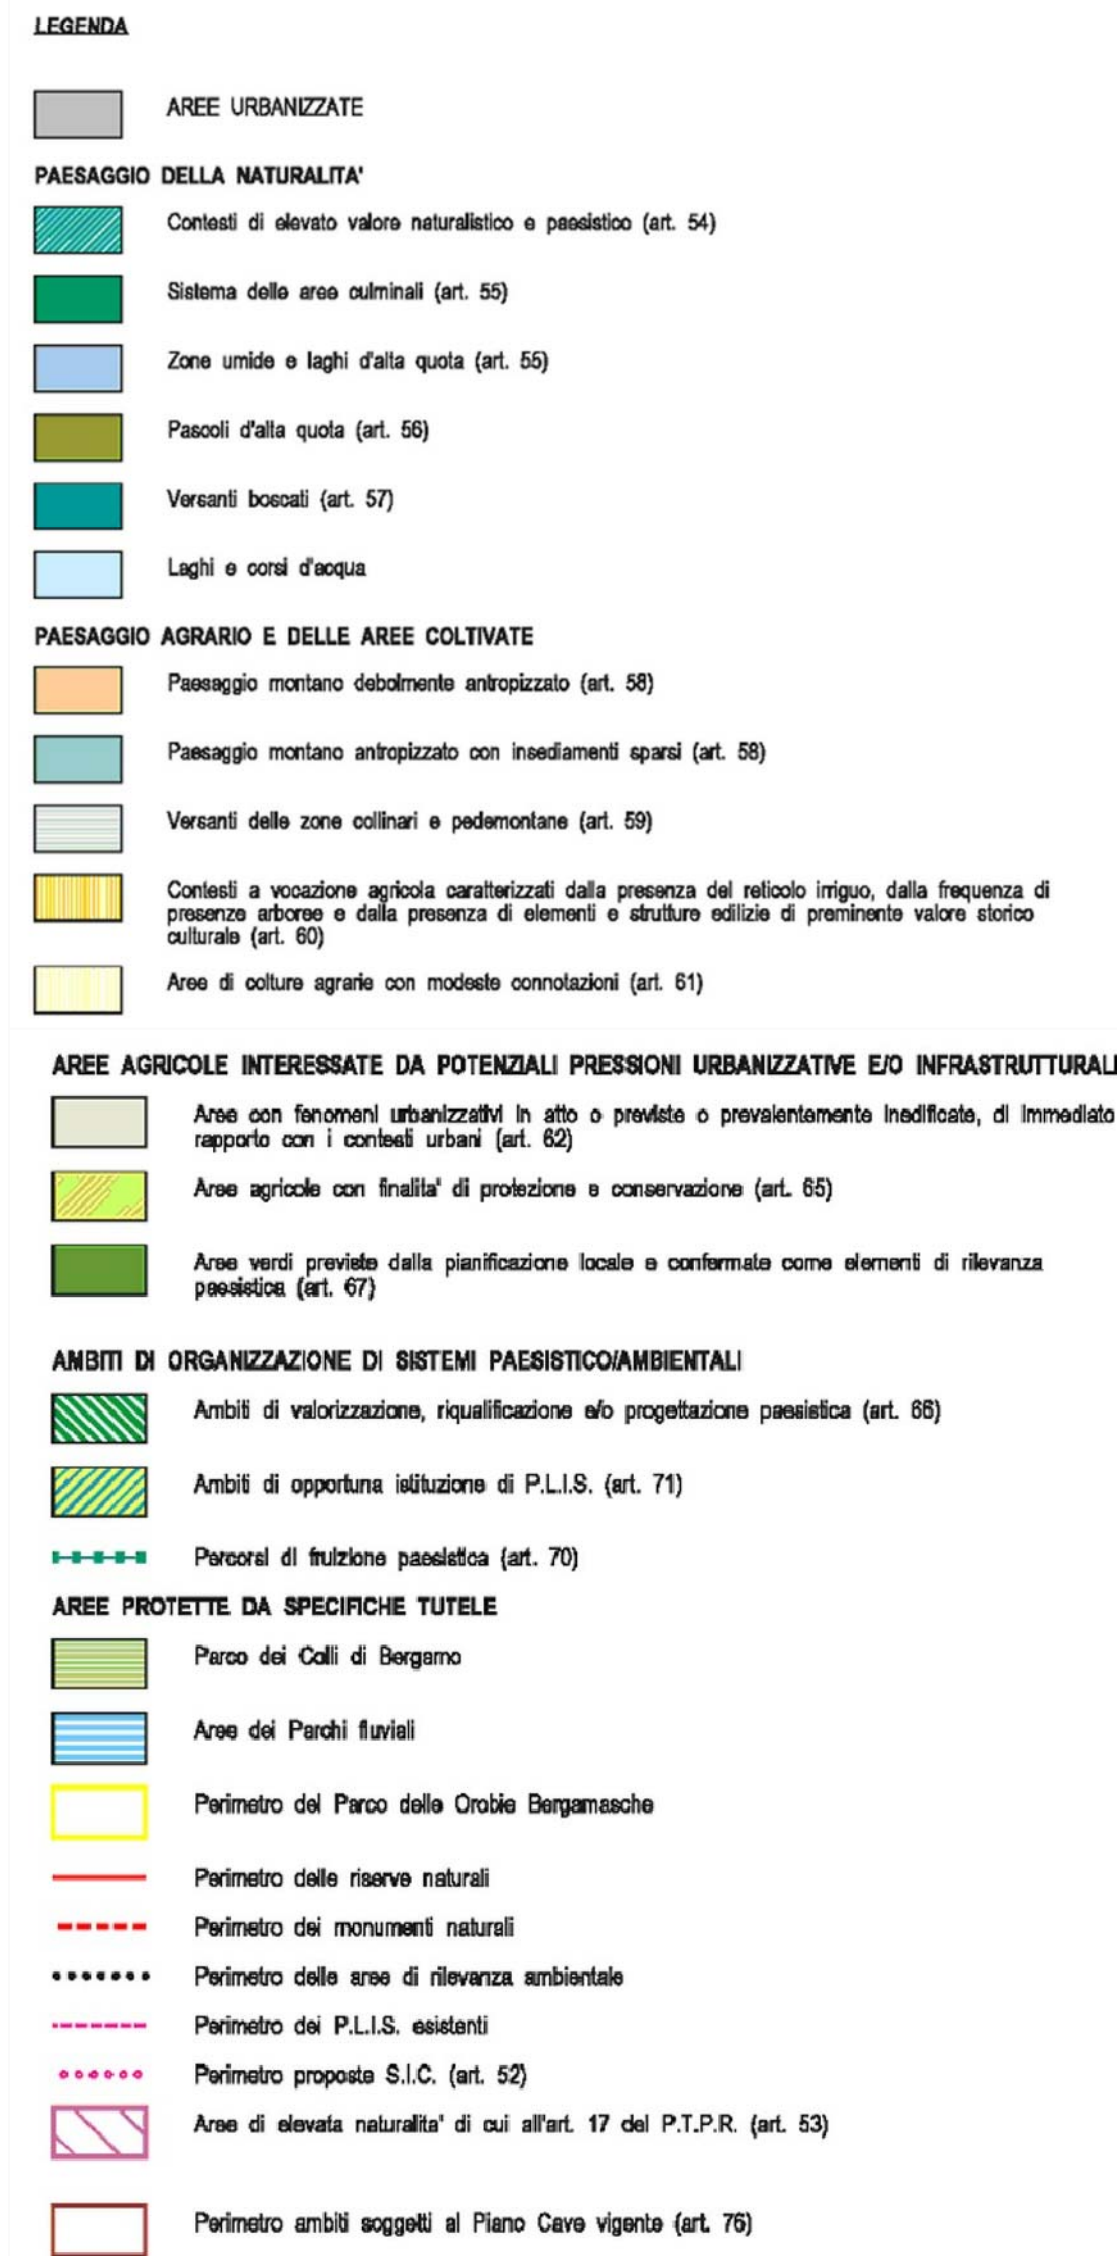 LEGENDA
AREE URBANIZZATE
PAESAGGIO DELLA NATURALITA'
Contesti di elevato valore naturalistico e paesistico (art. 54)
Sistema delle aree culminali (art. 55)
Zone umide e laghi d'alta quota (art. 55)
Pascoli d'alta quota (art. 56)
Versanti boscati (art. 57)
Laghi e corsi d'acqua
PAESAGGIO AGRARIO E DELLE AREE COLTIVATE
Paesaggio montano debolmente antropizzato (art. 58)
Paesaggio montano antropizzato con insediamenti sparsi (art. 58)
Versanti delle zone collinari e pedemontane (art. 59)
Contesti a vocazione agricola caratterizzati dalla presenza del reticolo irriguo, dalla frequenza di
presenze arboree e dalla presenza di elementi e strutture edilizie di preminente valore storico
culturale (art. 60)
Aree di colture agrarie con modeste connotazioni (art. 61)
AREE AGRICOLE INTERESSATE DA POTENZIALI PRESSIONI URBANIZZATIVE E/O INFRASTRUTTURALI
Aree con fenomeni urbanizzativi in atto o previste o prevalentemente inedificate, di immediato
rapporto con i contesti urbani (art. 62)
Aree agricole con finalita' di protezione e conservazione (art. 65)
Aree verdi previste dalla pianificazione locale e confermate come elementi di rilevanza
paesistica (art. 67)
AMBITI DI ORGANIZZAZIONE DI SISTEMI PAESISTICO/AMBIENTALI
Ambiti di valorizzazione, riqualificazione e/o progettazione paesistica (art. 66)
Ambiti di opportuna istituzione di P.L.I.S. (art. 71)
Percorsi di fruizione paesistica (art. 70)
AREE PROTETTE DA SPECIFICHE TUTELE
Parco dei Colli di Bergamo
Aree dei Parchi fluviali
Perimetro del Parco delle Orobie Bergamasche
Perimetro delle riserve naturali
Perimetro dei monumenti naturali
Perimetro delle aree di rilevanza ambientale
Perimetro dei P.L.I.S. esistenti
Perimetro proposte S.I.C. (art. 52)
Aree di elevata naturalita' di cui all'art. 17 del P.T.P.R. (art. 53)
Perimetro ambiti soggetti al Piano Cave vigente (art. 76)